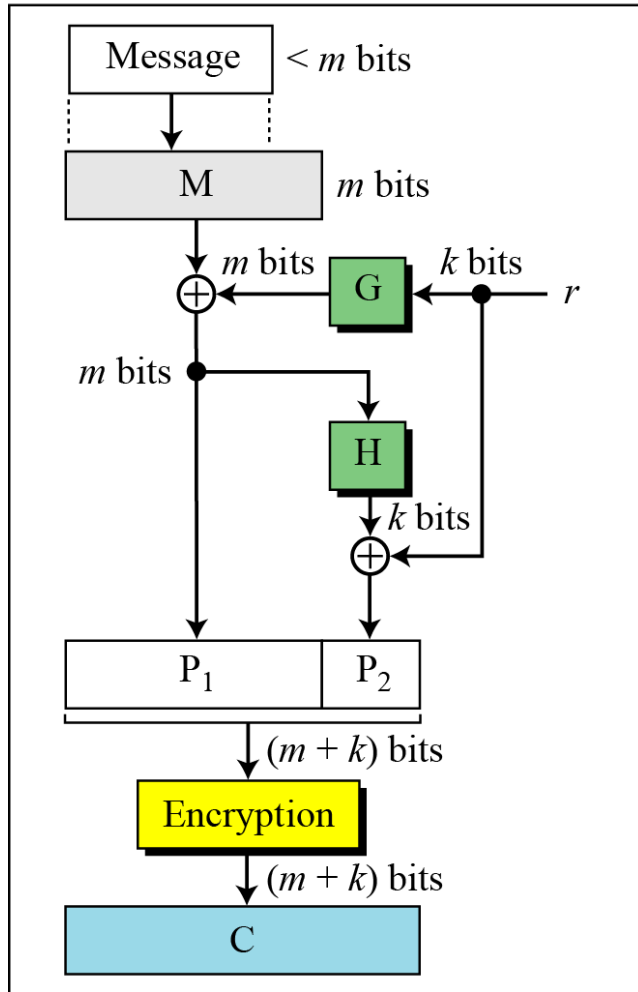 Message < m bits
M m bits
m bits G k bits r
m bits
H
k bits
P₁ P₂
(m + k) bits
Encryption
(m + k) bits
C